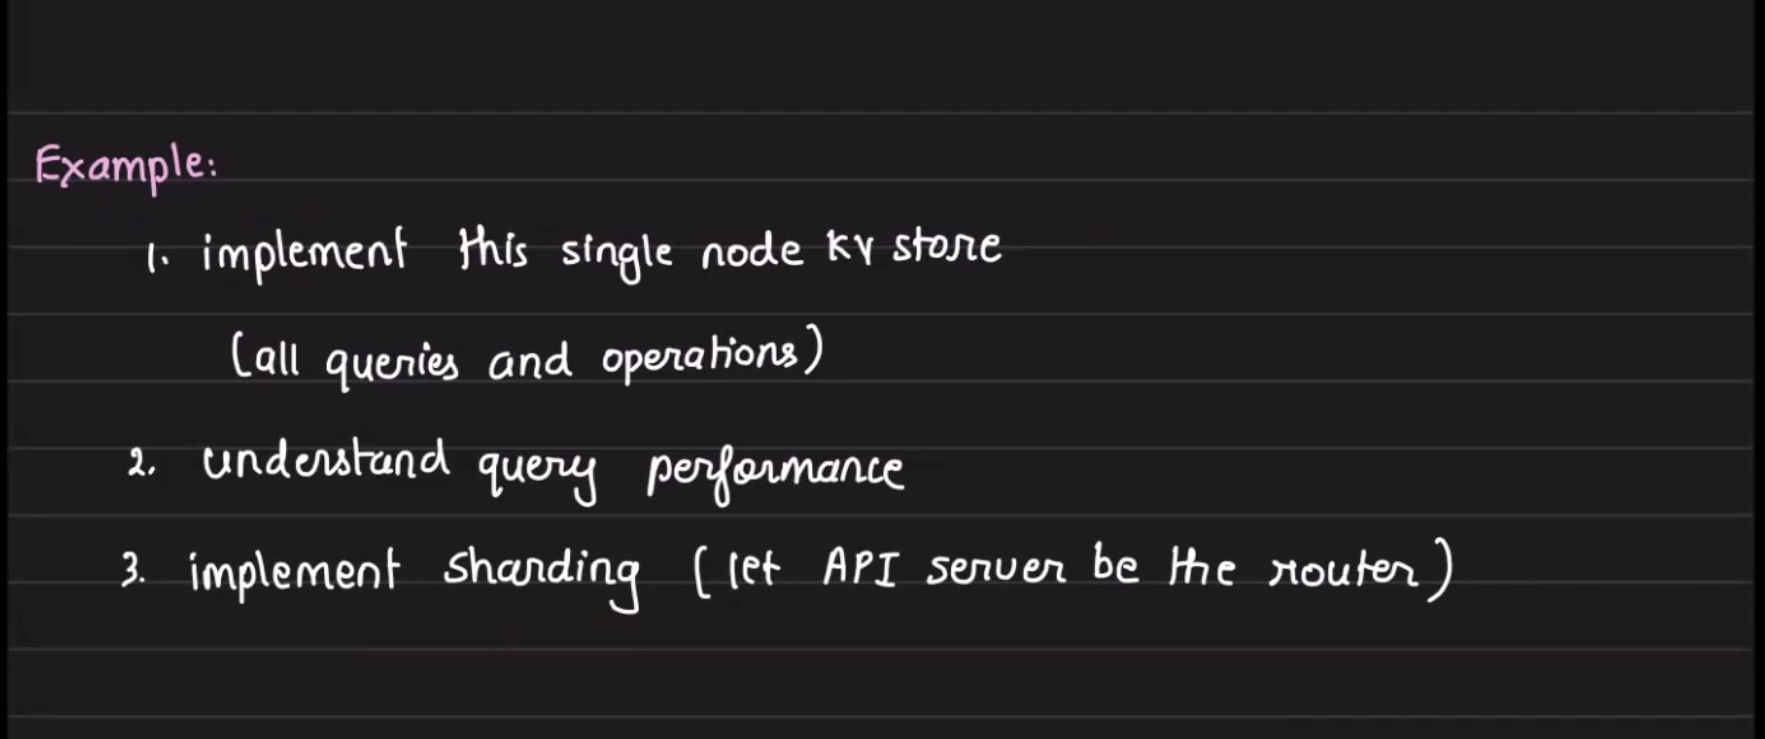 Example:
1. implement this single node KV store
(all queries and operations)
2. understand query performance
3. implement sharding (let API server be the router)